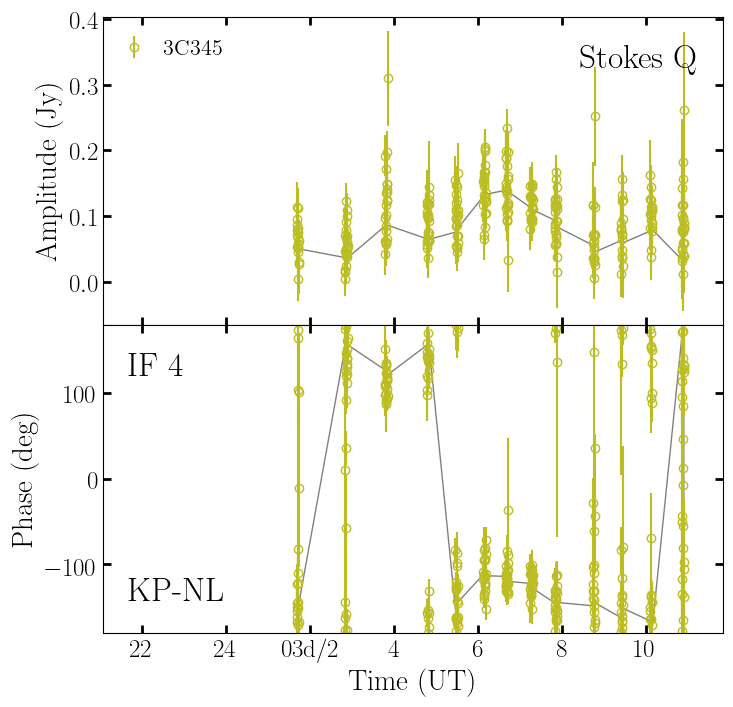 0.4
3C345
Stokes Q
0.3
0.2
0.1
0.0
Amplitude (Jy)
IF 4
100
0
−100
Phase (deg)
KP-NL
22 24 03d/2 4 6 8 10
Time (UT)